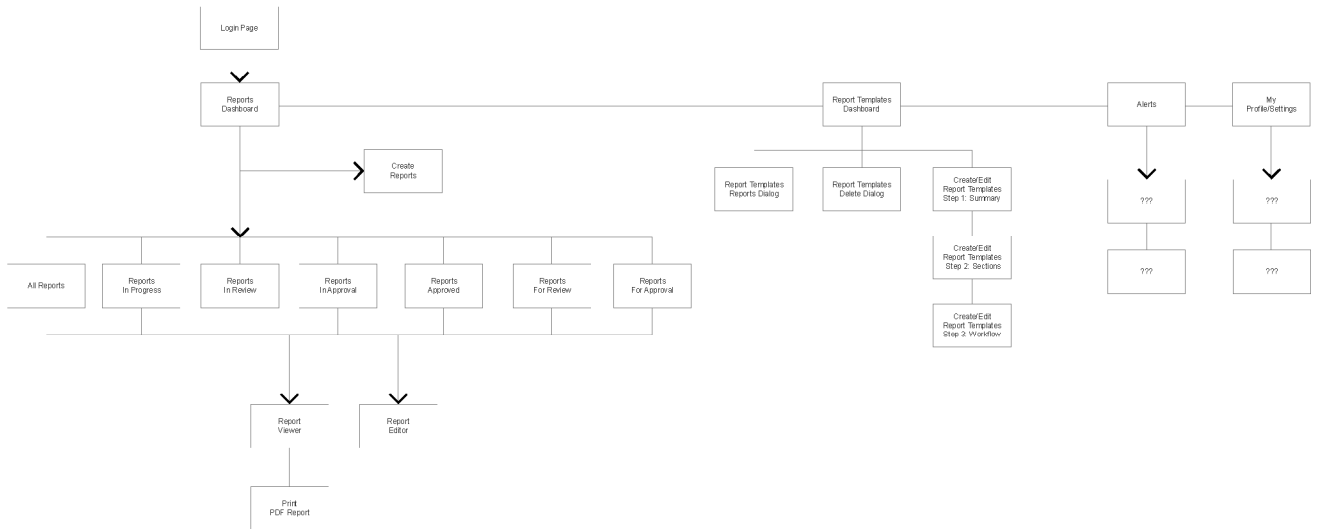 Login Page
Reports
Dashboard
Report Templates
Dashboard
Alerts
My
Profile/Settings
Create
Reports
Report Templates
Reports Dialog
Report Templates
Delete Dialog
Create/Edit
Report Templates
Step 1: Summary
???
???
Create/Edit
Report Templates
Step 2: Sections
???
???
All Reports
Reports
In Progress
Reports
In Review
Reports
In Approval
Reports
Approved
Reports
For Review
Reports
For Approval
Create/Edit
Report Templates
Step 3: Workflow
Report
Viewer
Report
Editor
Print
PDF Report